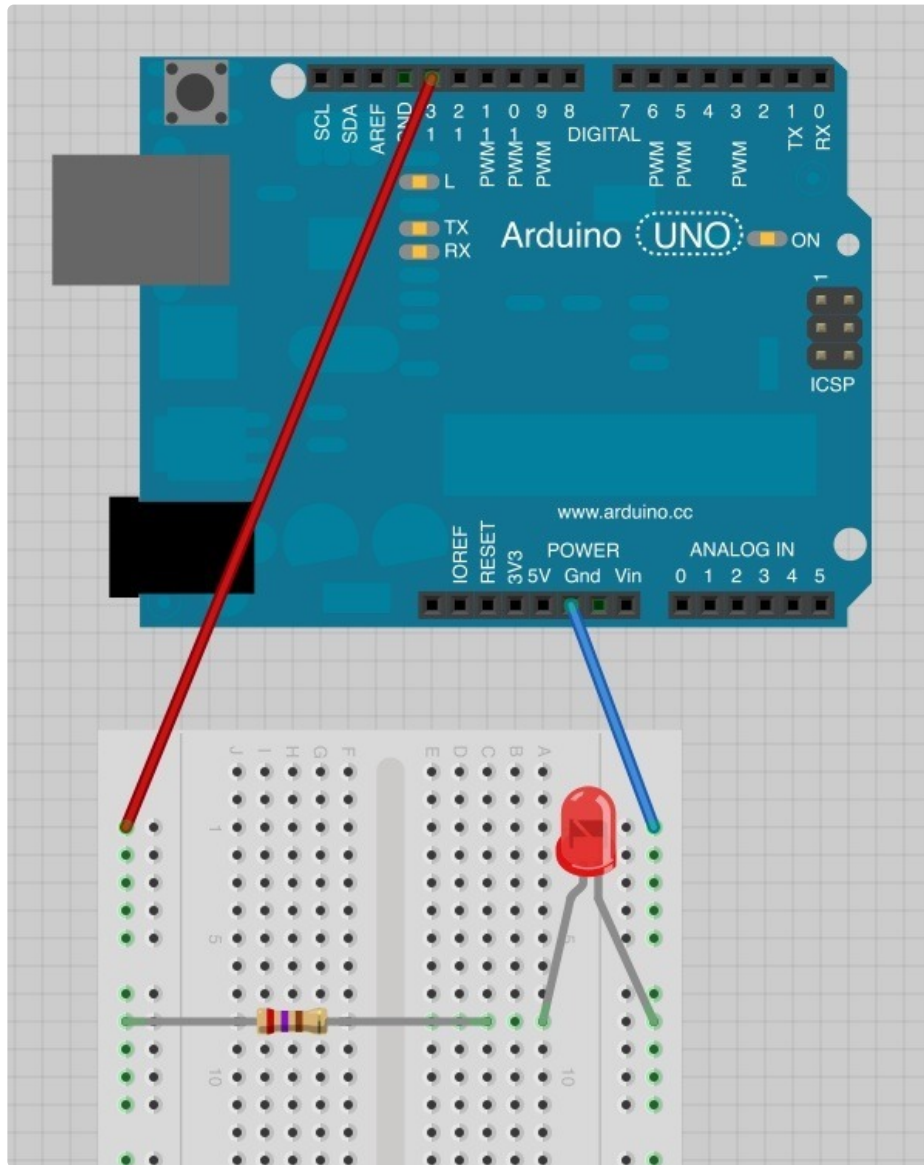 SCL
SDA
AREF
GND
13
12
11 PWM
10 PWM
9 PWM
8
DIGITAL
7
6 PWM
5 PWM
4
3 PWM
2
1 TX
0 RX
L
TX
RX
Arduino UNO
ON
1
ICSP
www.arduino.cc
POWER
ANALOG IN
IOREF
RESET
3V3
5V
Gnd
Vin
0 1 2 3 4 5
J I H G F E D C B A
1
5 5
10 10